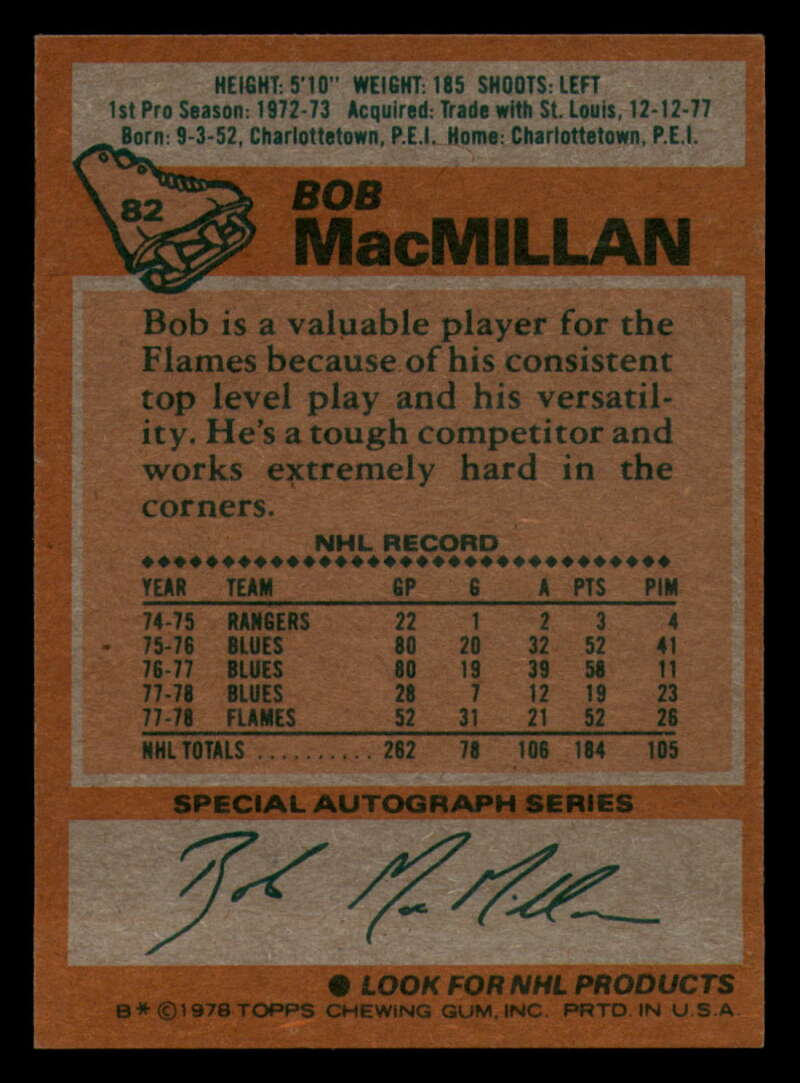 HEIGHT: 5'10" WEIGHT: 185 SHOOTS: LEFT
1st Pro Season: 1972-73 Acquired: Trade with St. Louis, 12-12-77
Born: 9-3-52, Charlottetown, P.E.I. Home: Charlottetown, P.E.I.
82
BOB
MacMILLAN
Bob is a valuable player for the
Flames because of his consistent
top level play and his versatil-
ity. He's a tough competitor and
works extremely hard in the
corners.
NHL RECORD
YEAR TEAM GP G A PTS PIM
74-75 RANGERS 22 1 2 3 4
75-76 BLUES 80 20 32 52 41
76-77 BLUES 80 19 39 58 11
77-78 BLUES 28 7 12 19 23
77-78 FLAMES 52 31 21 52 26
NHL TOTALS .......... 262 78 106 184 105
SPECIAL AUTOGRAPH SERIES
Bob MacMillan
● LOOK FOR NHL PRODUCTS
B* ©1978 TOPPS CHEWING GUM, INC. PRTD. IN U.S.A.